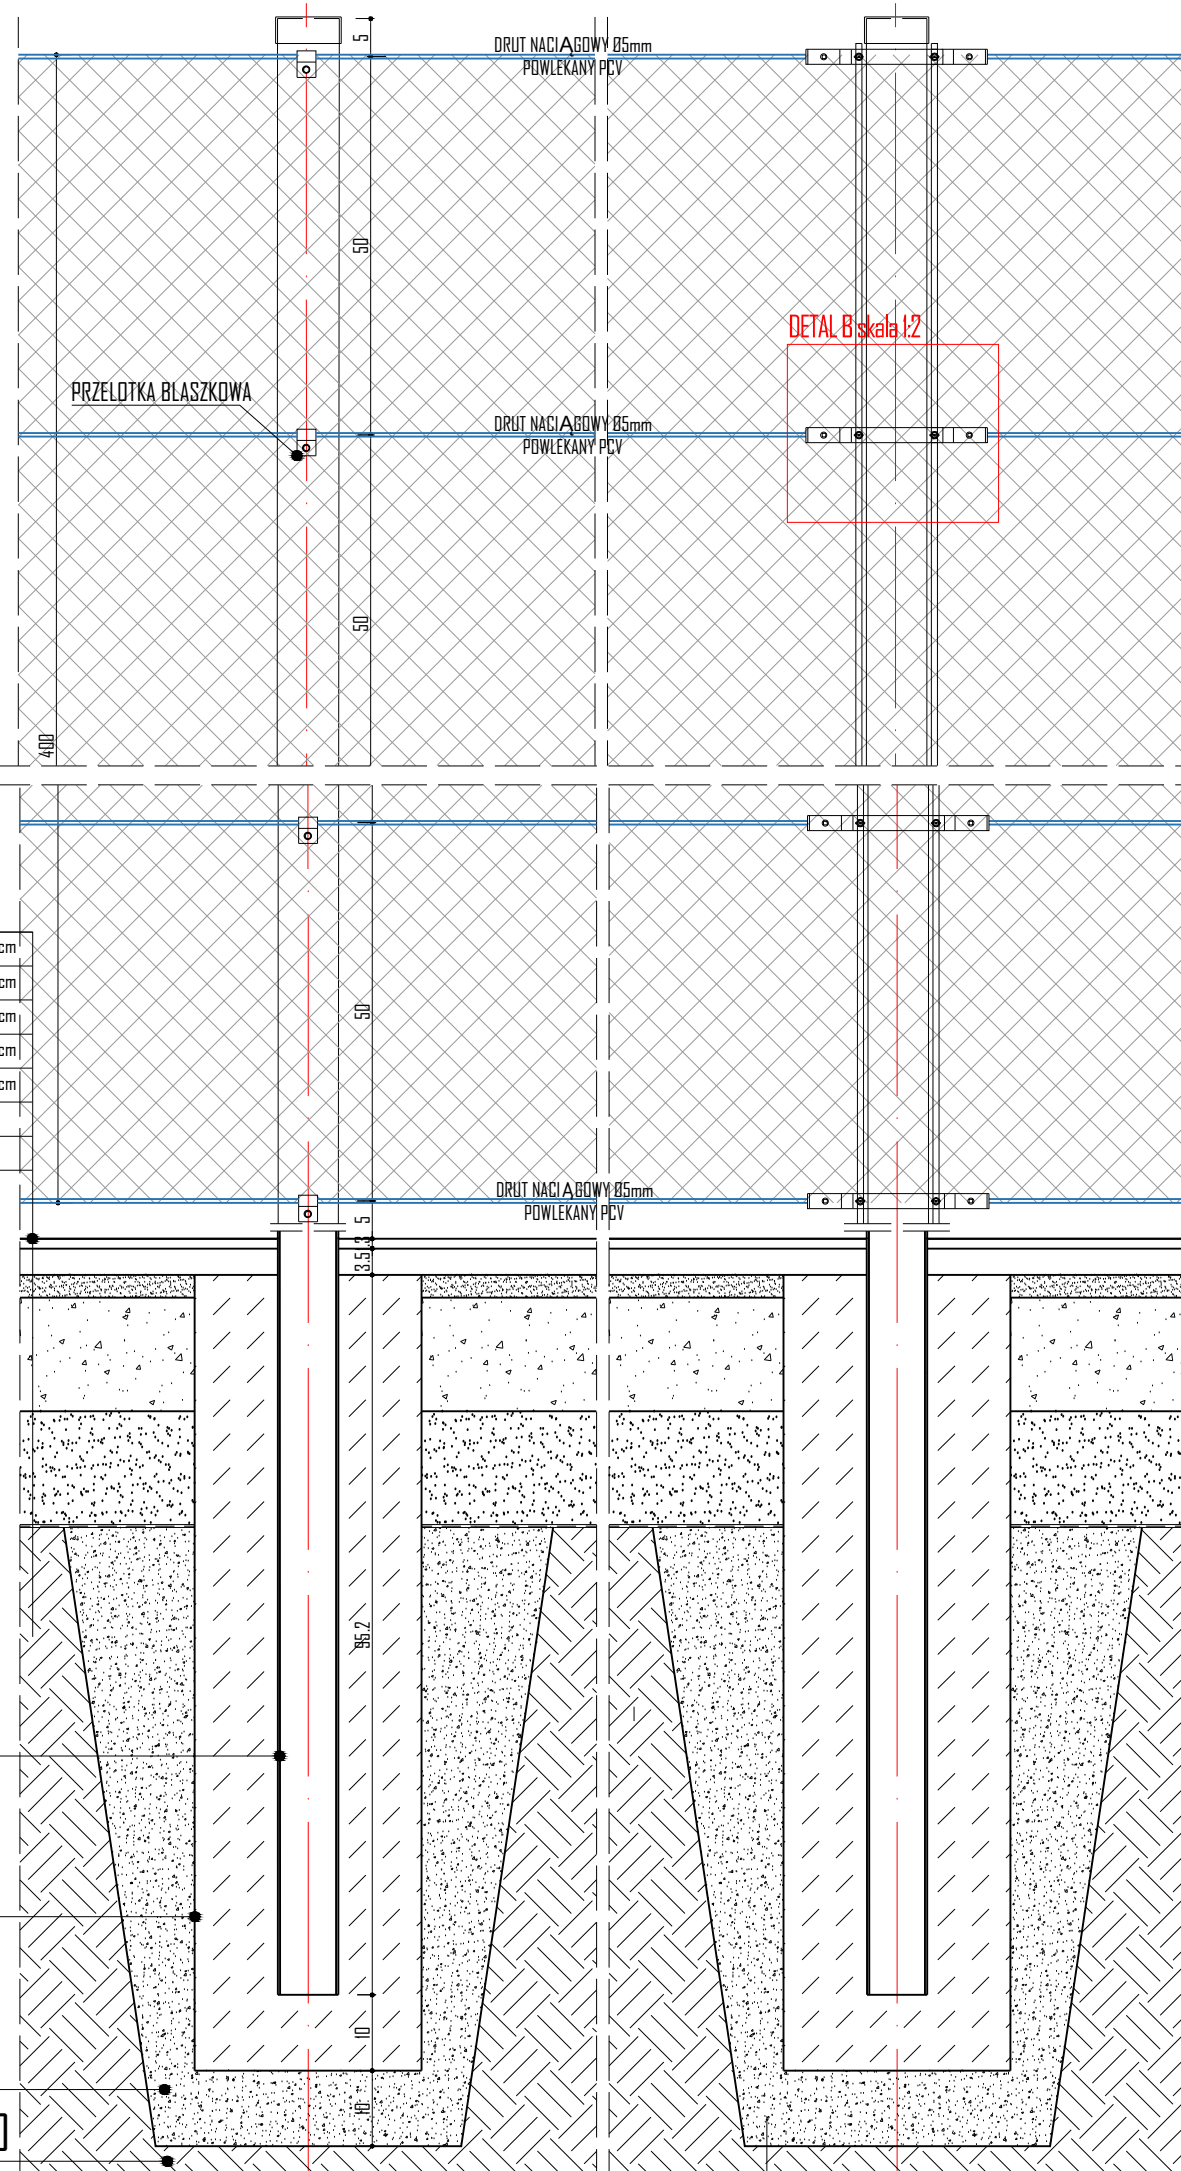 5
DRUT NACIĄGOWY Ø5mm
POWLEKANY PCV
50
DETAL B skala 1:2
PRZELOTKA BLASZKOWA
DRUT NACIĄGOWY Ø5mm
POWLEKANY PCV
50
400
cm
cm
50
cm
cm
cm
DRUT NACIĄGOWY Ø5mm
POWLEKANY PCV
5
3.5
95.2
10
10